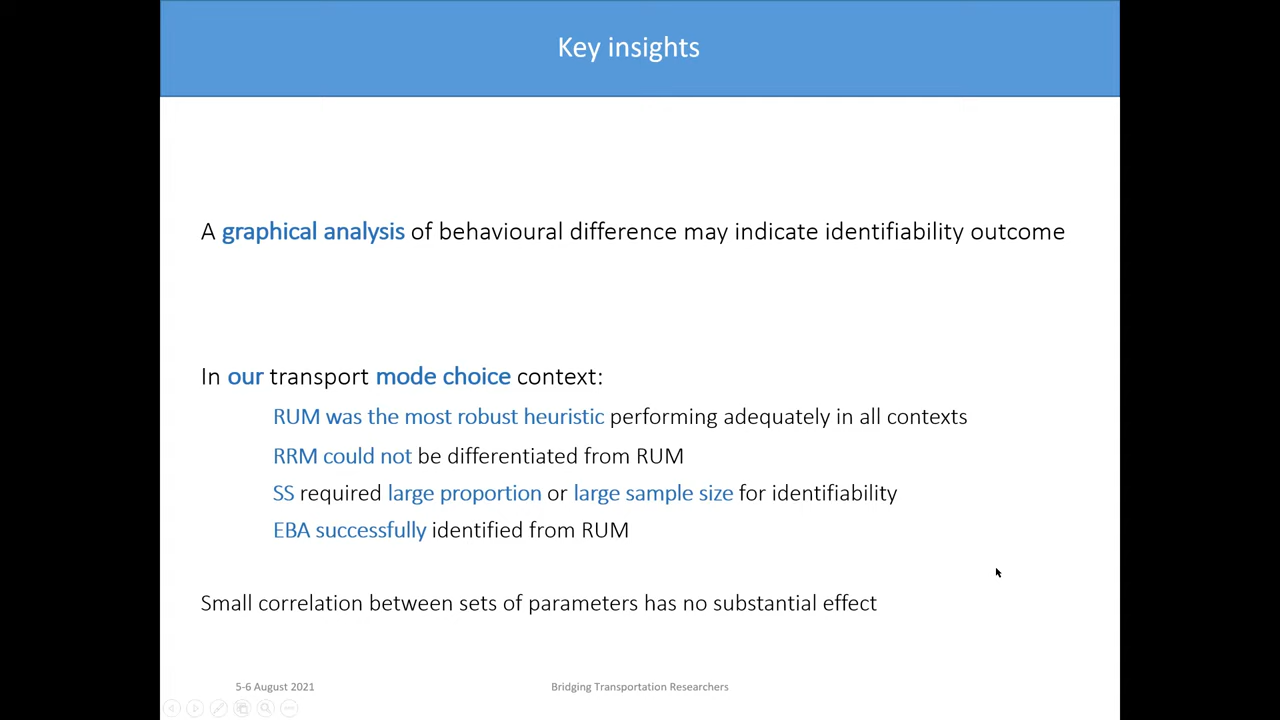 Key insights
A graphical analysis of behavioural difference may indicate identifiability outcome
In our transport mode choice context:
RUM was the most robust heuristic performing adequately in all contexts
RRM could not be differentiated from RUM
SS required large proportion or large sample size for identifiability
EBA successfully identified from RUM
Small correlation between sets of parameters has no substantial effect
5-6 August 2021
Bridging Transportation Researchers